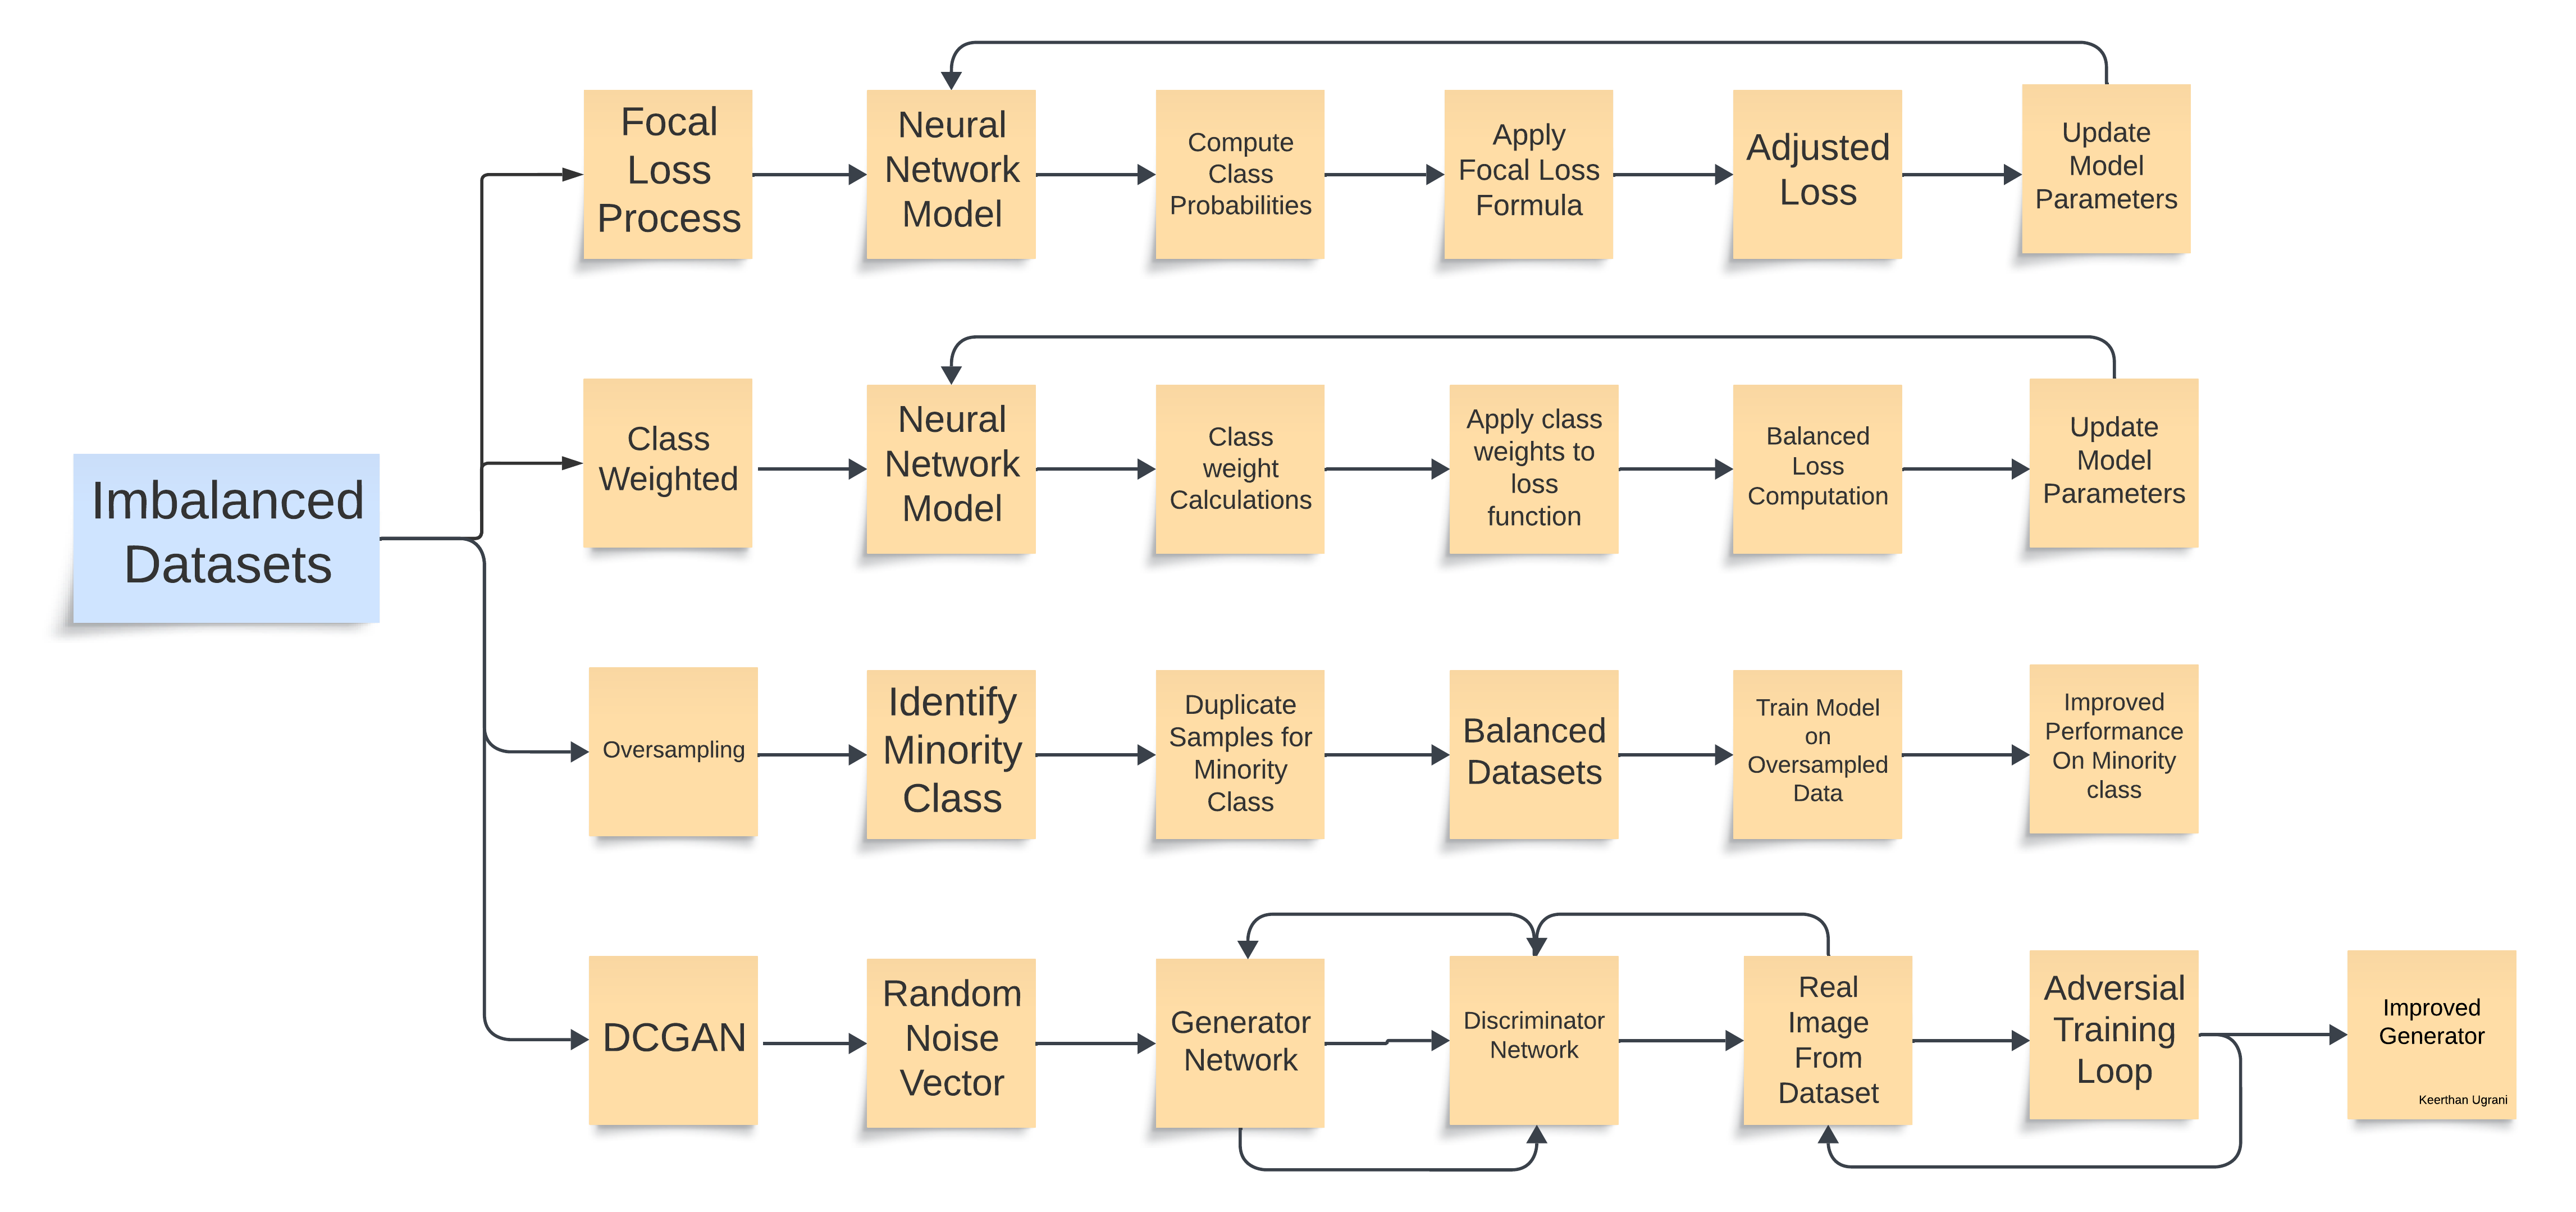 Imbalanced
Datasets
Focal
Loss
Process
Neural
Network
Model
Compute
Class
Probabilities
Apply
Focal Loss
Formula
Adjusted
Loss
Update
Model
Parameters
Class
Weighted
Neural
Network
Model
Class
weight
Calculations
Apply class
weights to
loss
function
Balanced
Loss
Computation
Update
Model
Parameters
Oversampling
Identify
Minority
Class
Duplicate
Samples for
Minority
Class
Balanced
Datasets
Train Model
on
Oversampled
Data
Improved
Performance
On Minority
class
DCGAN
Random
Noise
Vector
Generator
Network
Discriminator
Network
Real
Image
From
Dataset
Adversial
Training
Loop
Improved
Generator
Keerthan Ugrani